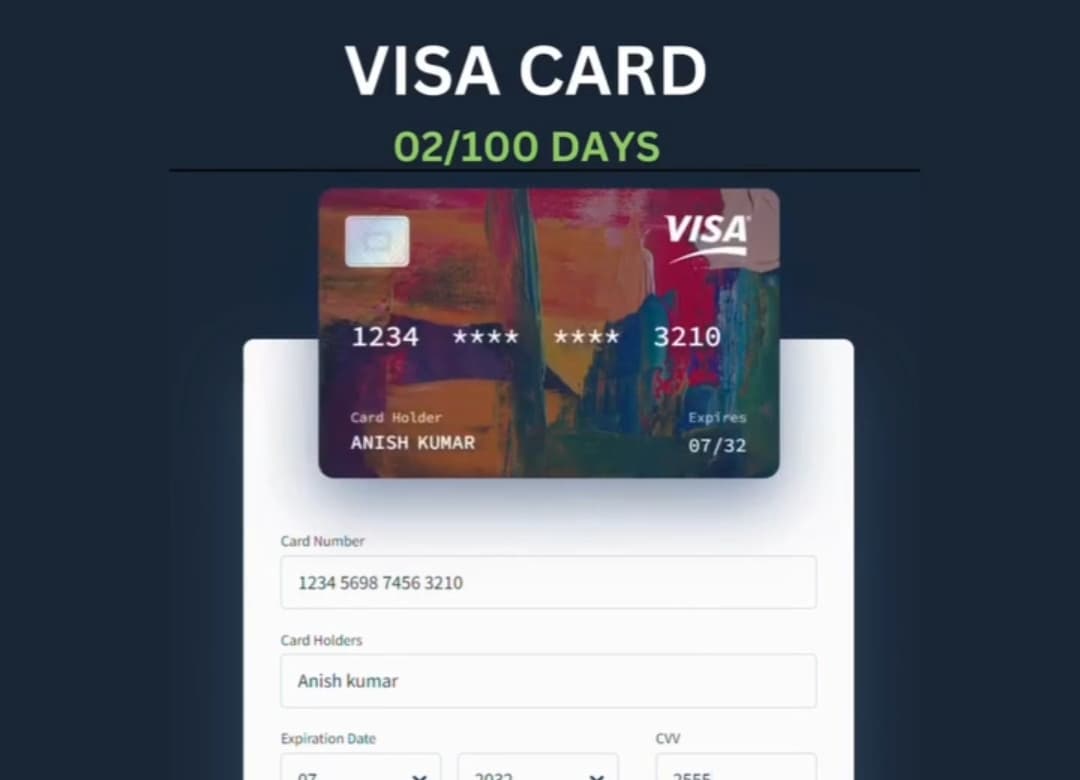 VISA CARD
02/100 DAYS
VISA
1234 **** **** 3210
Card Holder Expires
ANISH KUMAR 07/32
Card Number
1234 5698 7456 3210
Card Holders
Anish kumar
Expiration Date CVV
07 2032 2555